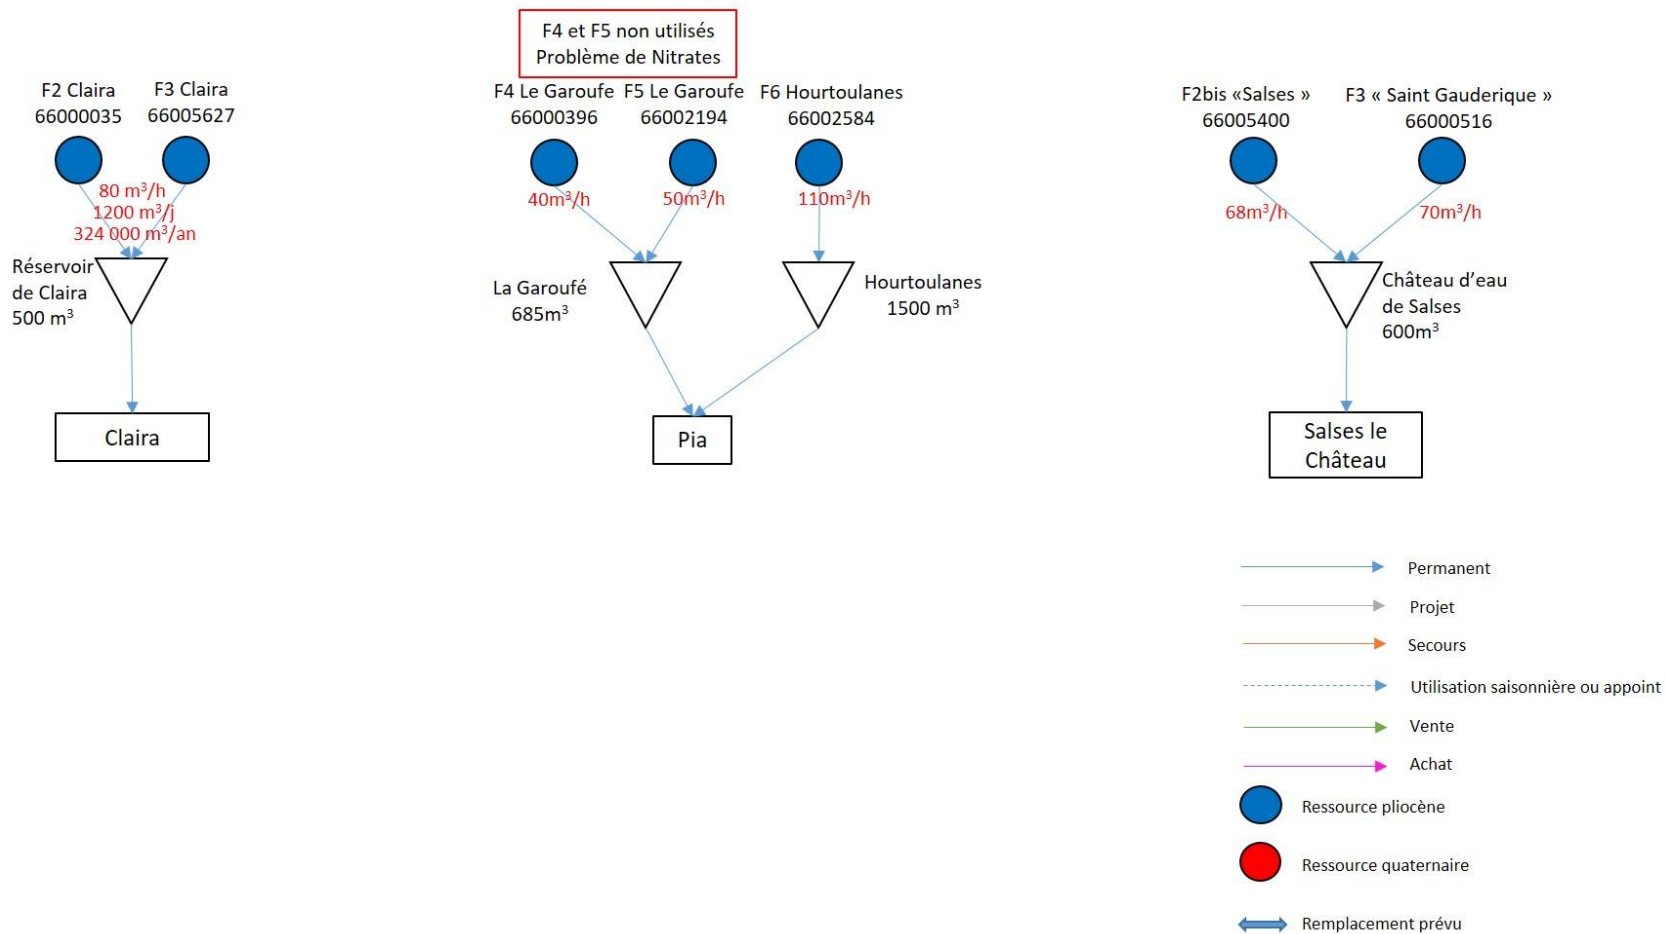 F4 et F5 non utilisés
Problème de Nitrates
F2 Claira
66000035
F3 Claira
66005627
80 m³/h
1200 m³/j
324 000 m³/an
Réservoir
de Claira
500 m³
Claira
F4 Le Garoufe
66000396
F5 Le Garoufe
66002194
F6 Hourtoulanes
66002584
40m³/h
50m³/h
110m³/h
La Garoufé
685m³
Hourtoulanes
1500 m³
Pia
F2bis «Salses »
66005400
F3 « Saint Gauderique »
66000516
68m³/h
70m³/h
Château d’eau
de Salses
600m³
Salses le
Château
Permanent
Projet
Secours
Utilisation saisonnière ou appoint
Vente
Achat
Ressource pliocène
Ressource quaternaire
Remplacement prévu